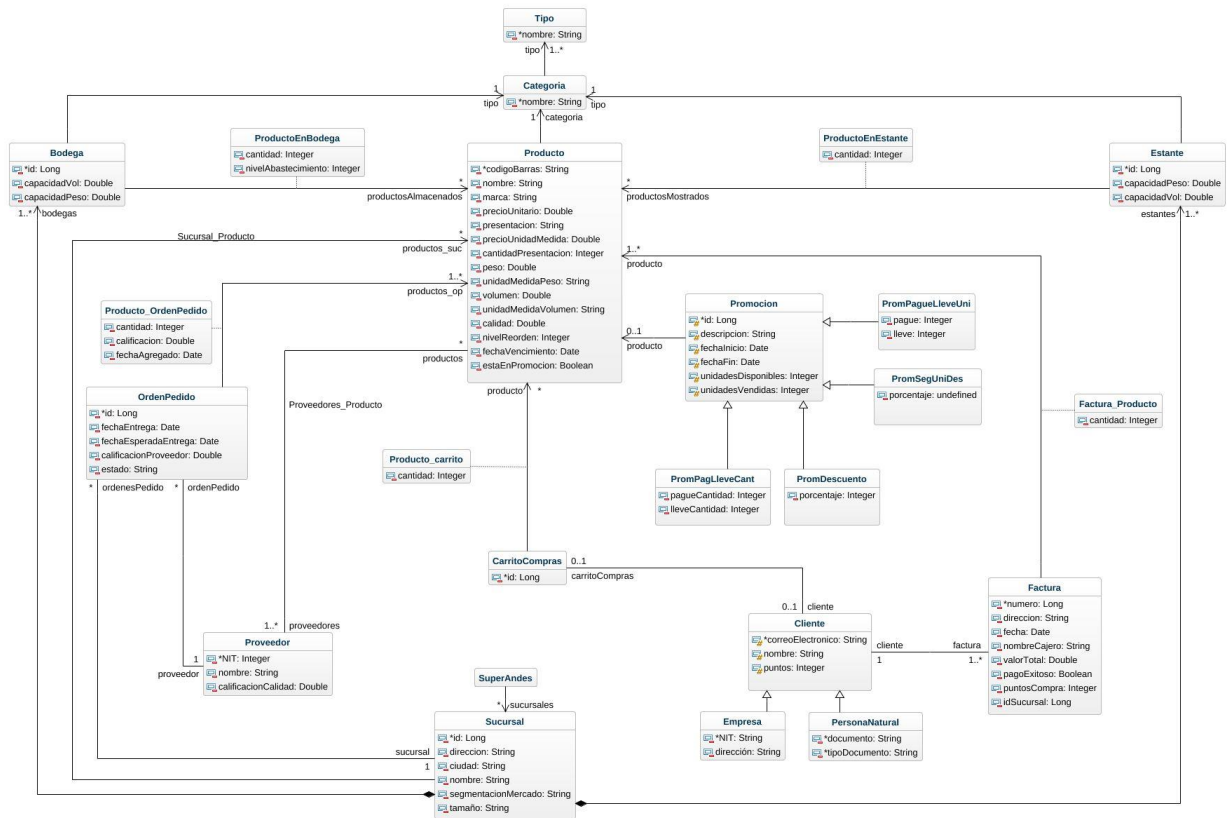 Tipo
*nombre: String
tipo
1..*
Categoria
*nombre: String
1
tipo
1
tipo
1
categoria
ProductoEnBodega
cantidad: Integer
nivelAbastecimiento: Integer
ProductoEnEstante
cantidad: Integer
Bodega
*id: Long
capacidadVol: Double
capacidadPeso: Double
1..*
bodegas
Producto
*codigoBarras: String
nombre: String
marca: String
precioUnitario: Double
presentacion: String
precioUnidadMedida: Double
cantidadPresentacion: Integer
peso: Double
unidadMedidaPeso: String
volumen: Double
unidadMedidaVolumen: String
calidad: Double
nivelReorden: Integer
fechaVencimiento: Date
estaEnPromocion: Boolean
Estante
*id: Long
capacidadPeso: Double
capacidadVol: Double
estantes
1..*
*
productosAlmacenados
*
productosMostrados
Sucursal_Producto
*
productos_suc
1..*
producto
1..*
productos_op
Producto_OrdenPedido
cantidad: Integer
calificacion: Double
fechaAgregado: Date
Promocion
*id: Long
descripcion: String
fechaInicio: Date
fechaFin: Date
unidadesDisponibles: Integer
unidadesVendidas: Integer
PromPagueLleveUni
pague: Integer
lleve: Integer
0..1
producto
*
productos
PromSegUniDes
porcentaje: undefined
producto
*
OrdenPedido
*id: Long
fechaEntrega: Date
fechaEsperadaEntrega: Date
calificacionProveedor: Double
estado: String
*
ordenesPedido
*
ordenPedido
Proveedores_Producto
Factura_Producto
cantidad: Integer
Producto_carrito
cantidad: Integer
PromPagLleveCant
pagueCantidad: Integer
lleveCantidad: Integer
PromDescuento
porcentaje: Integer
CarritoCompras
*id: Long
0..1
carritoCompras
0..1
cliente
Factura
*numero: Long
direccion: String
fecha: Date
nombreCajero: String
valorTotal: Double
pagoExitoso: Boolean
puntosCompra: Integer
idSucursal: Long
Cliente
*correoElectronico: String
nombre: String
puntos: Integer
cliente
1
factura
1..*
1..*
proveedores
Proveedor
*NIT: Integer
nombre: String
calificacionCalidad: Double
1
proveedor
SuperAndes
*
sucursales
Sucursal
*id: Long
direccion: String
ciudad: String
nombre: String
segmentacionMercado: String
tamaño: String
sucursal
1
Empresa
*NIT: String
dirección: String
PersonaNatural
*documento: String
*tipoDocumento: String